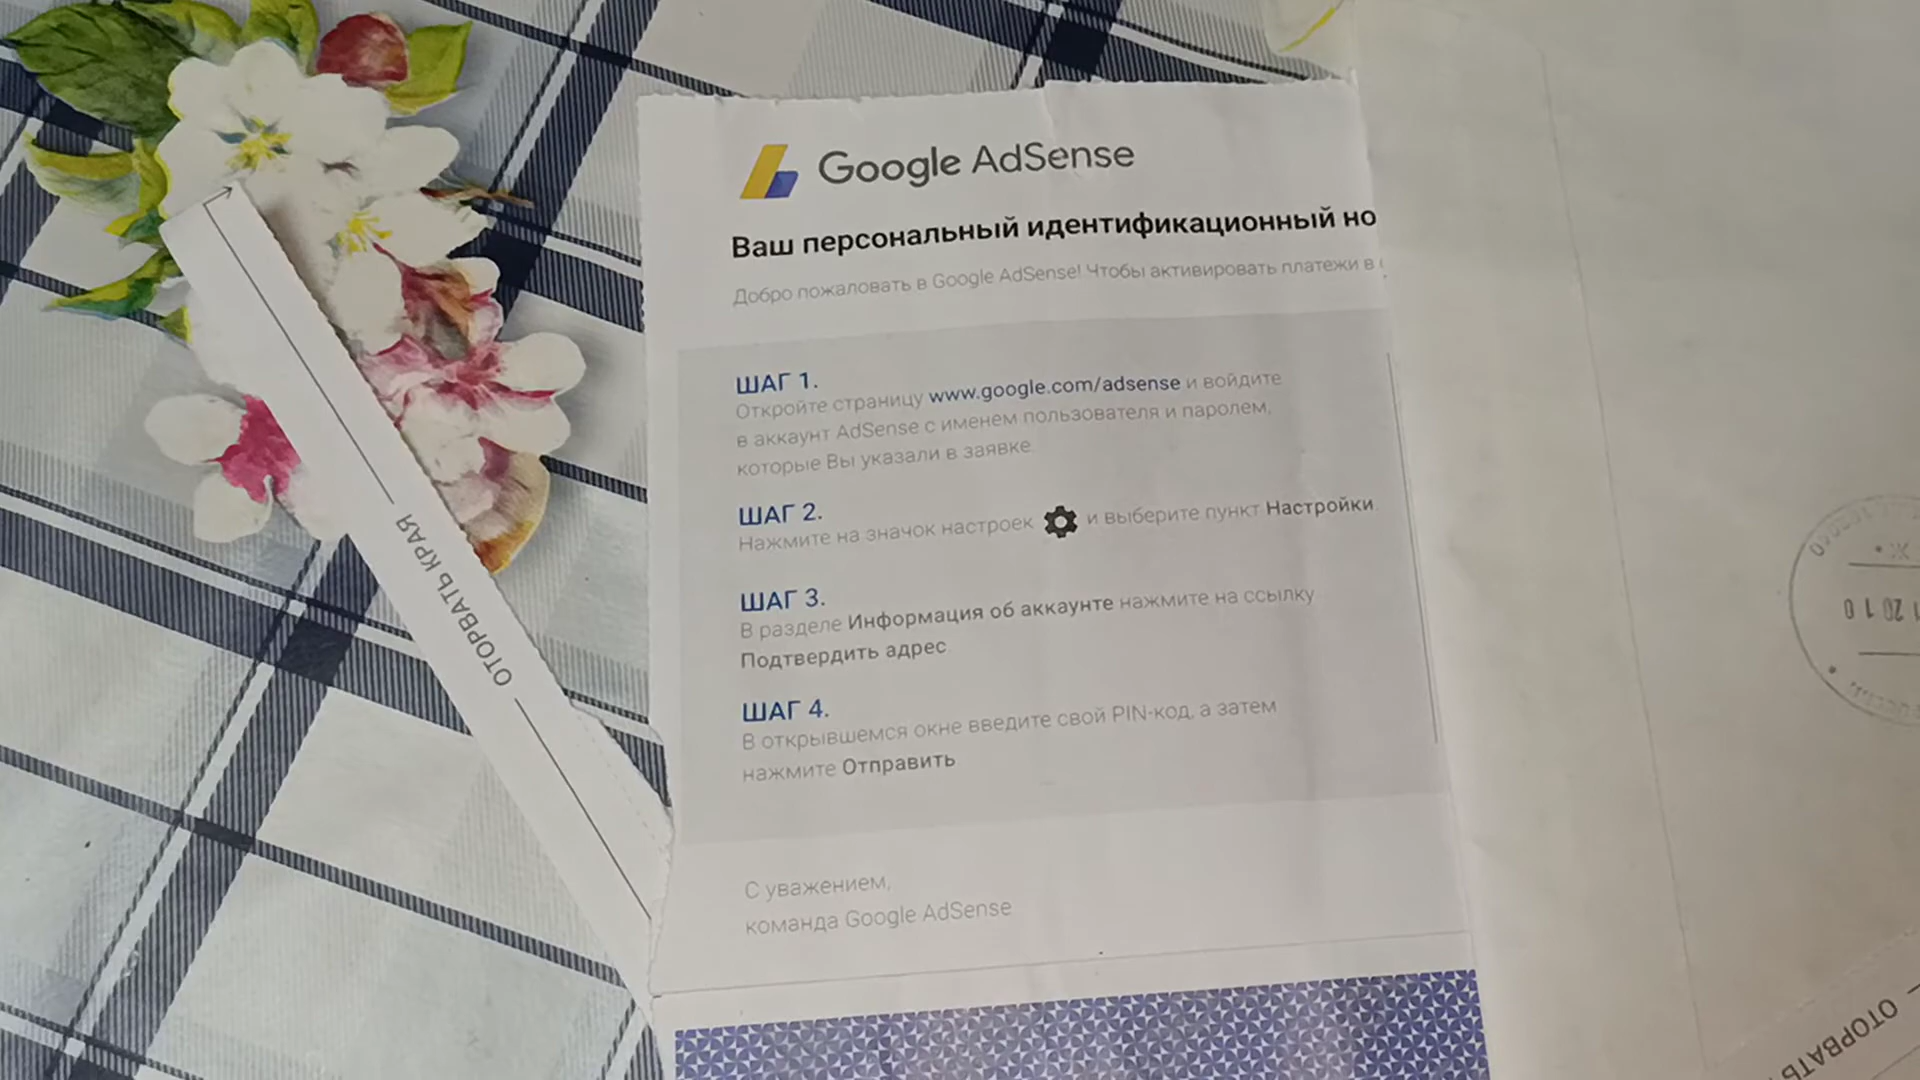 Google AdSense
Ваш персональный идентификационный но
Добро пожаловать в Google AdSense! Чтобы активировать платежи в
ШАГ 1.
Откройте страницу www.google.com/adsense и войдите
в аккаунт AdSense с именем пользователя и паролем,
которые Вы указали в заявке.
ШАГ 2.
Нажмите на значок настроек и выберите пункт Настройки.
ШАГ 3.
В разделе Информация об аккаунте нажмите на ссылку
Подтвердить адрес
ШАГ 4.
В открывшемся окне введите свой PIN-код, а затем
нажмите Отправить
С уважением,
команда Google AdSense
ОТОРВАТЬ КРАЯ
ОТОРВАТЬ